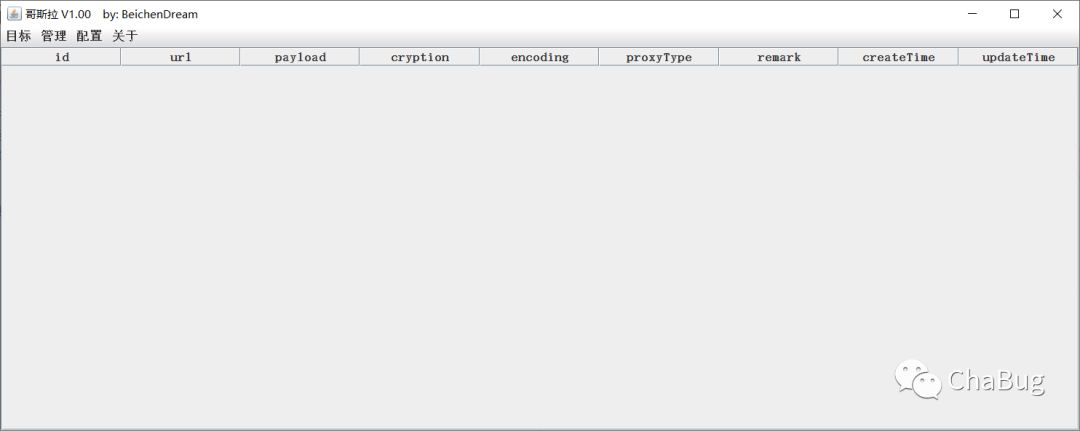 哥斯拉 V1.00 by: BeichenDream
目标 管理 配置 关于
id url payload cryption encoding proxyType remark createTime updateTime
ChaBug